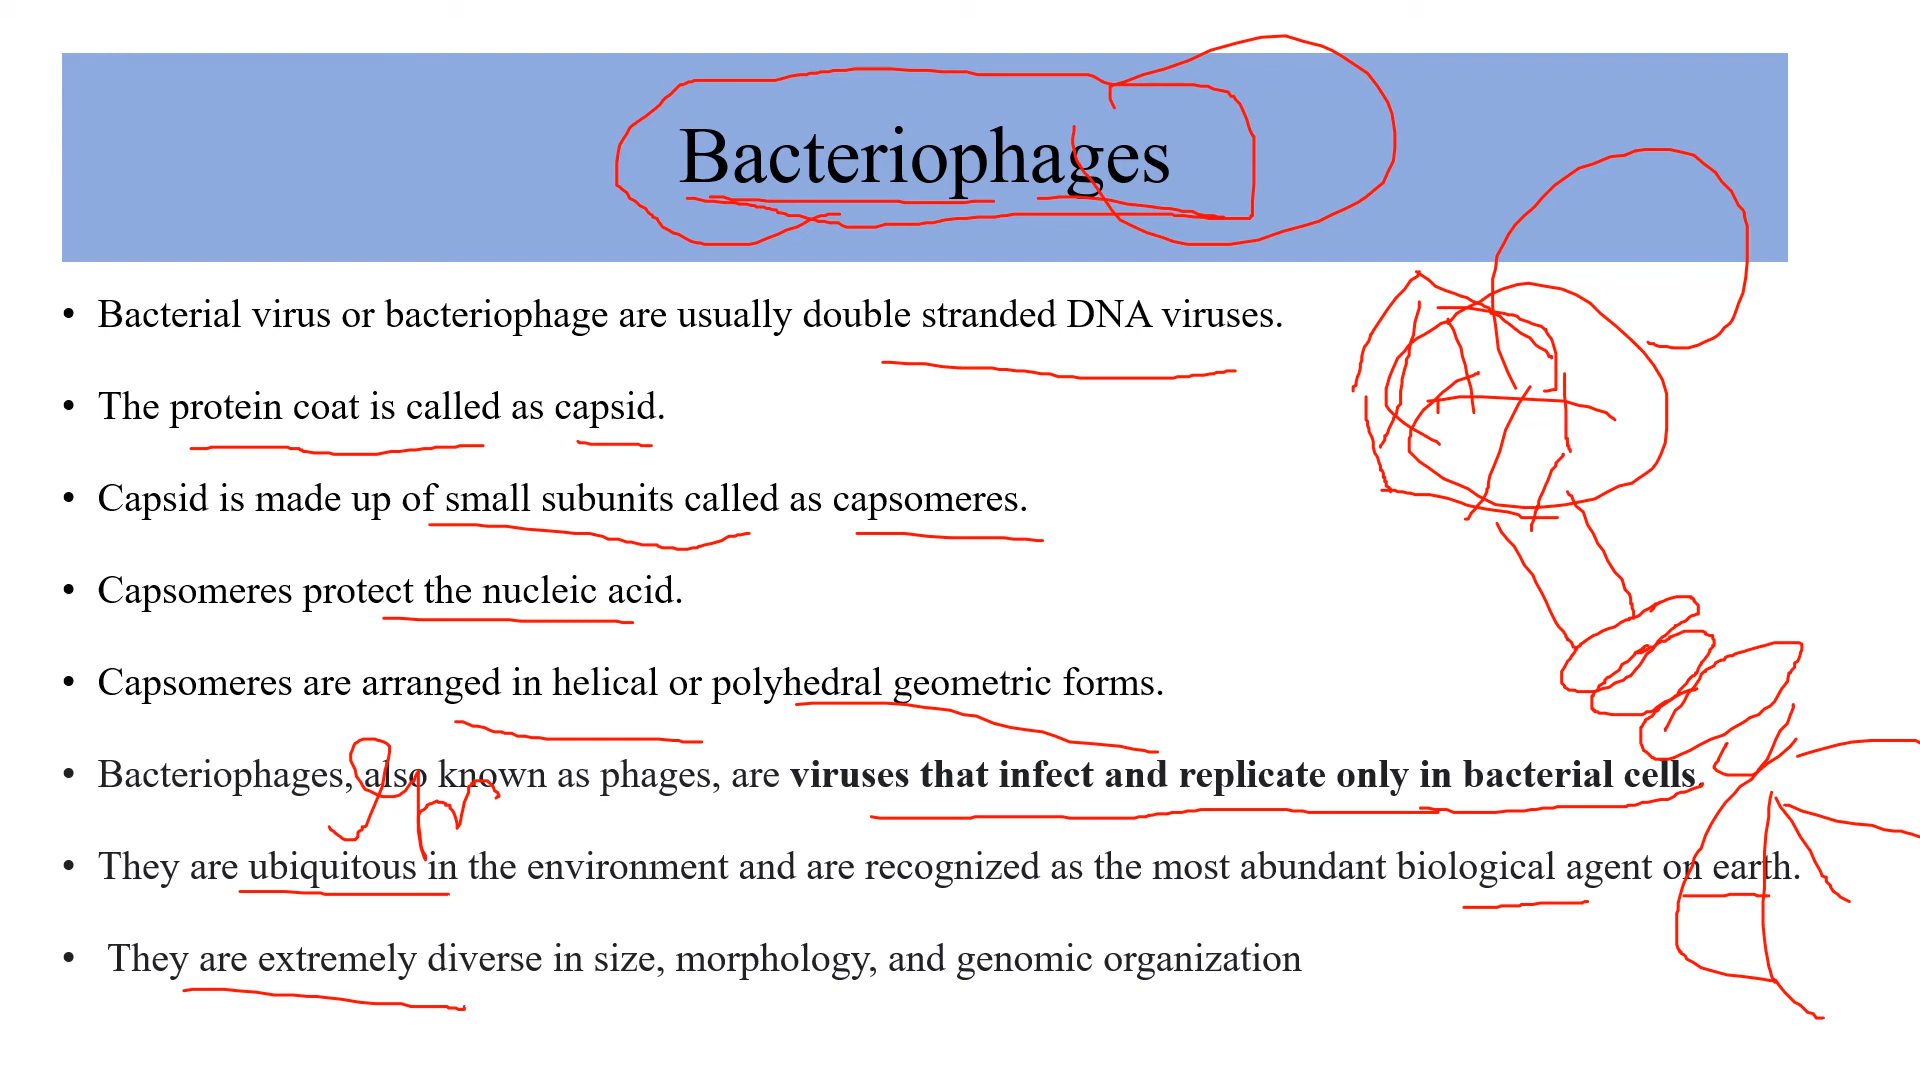 Bacteriophages
• Bacterial virus or bacteriophage are usually double stranded DNA viruses.
• The protein coat is called as capsid.
• Capsid is made up of small subunits called as capsomeres.
• Capsomeres protect the nucleic acid.
• Capsomeres are arranged in helical or polyhedral geometric forms.
• Bacteriophages, also known as phages, are viruses that infect and replicate only in bacterial cells.
• They are ubiquitous in the environment and are recognized as the most abundant biological agent on earth.
• They are extremely diverse in size, morphology, and genomic organization